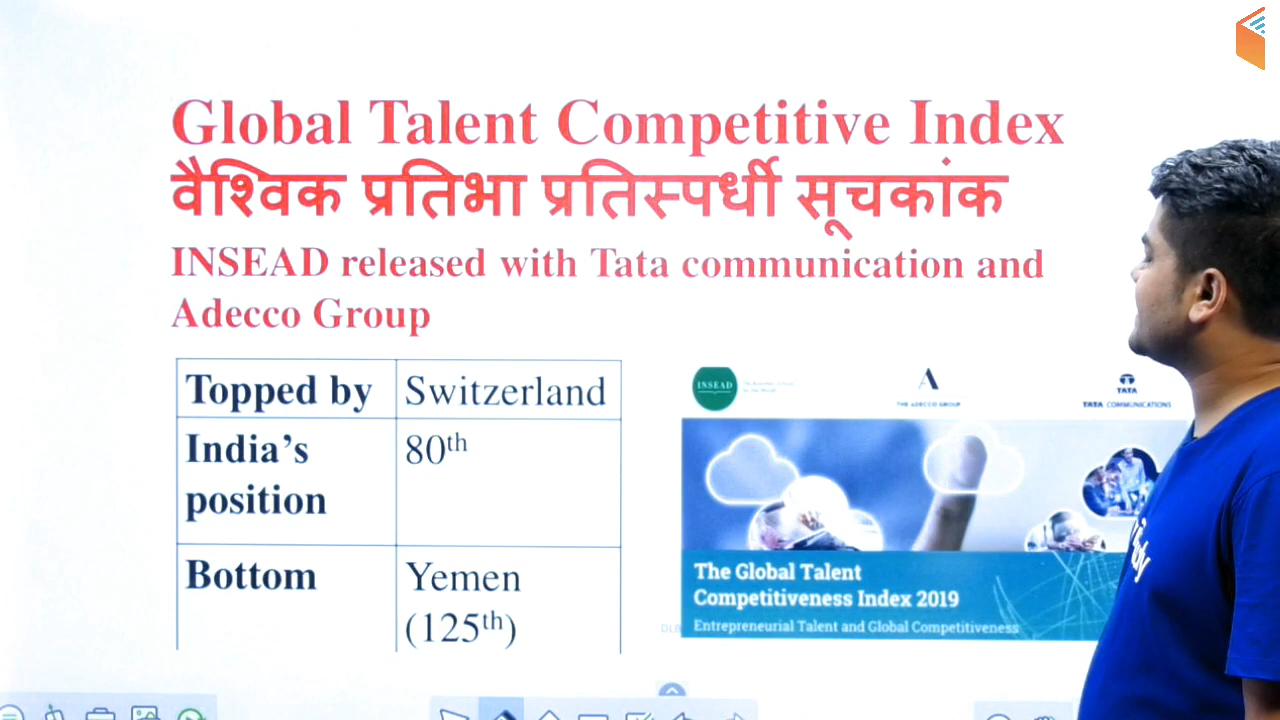 Global Talent Competitive Index
वैश्विक प्रतिभा प्रतिस्पर्धी सूचकांक
INSEAD released with Tata communication and
Adecco Group
Topped by Switzerland
India's position 80th
Bottom Yemen (125th)
INSEAD
THE ADECCO GROUP
TATA
TATA COMMUNICATIONS
The Global Talent
Competitiveness Index 2019
Entrepreneurial Talent and Global Competitiveness